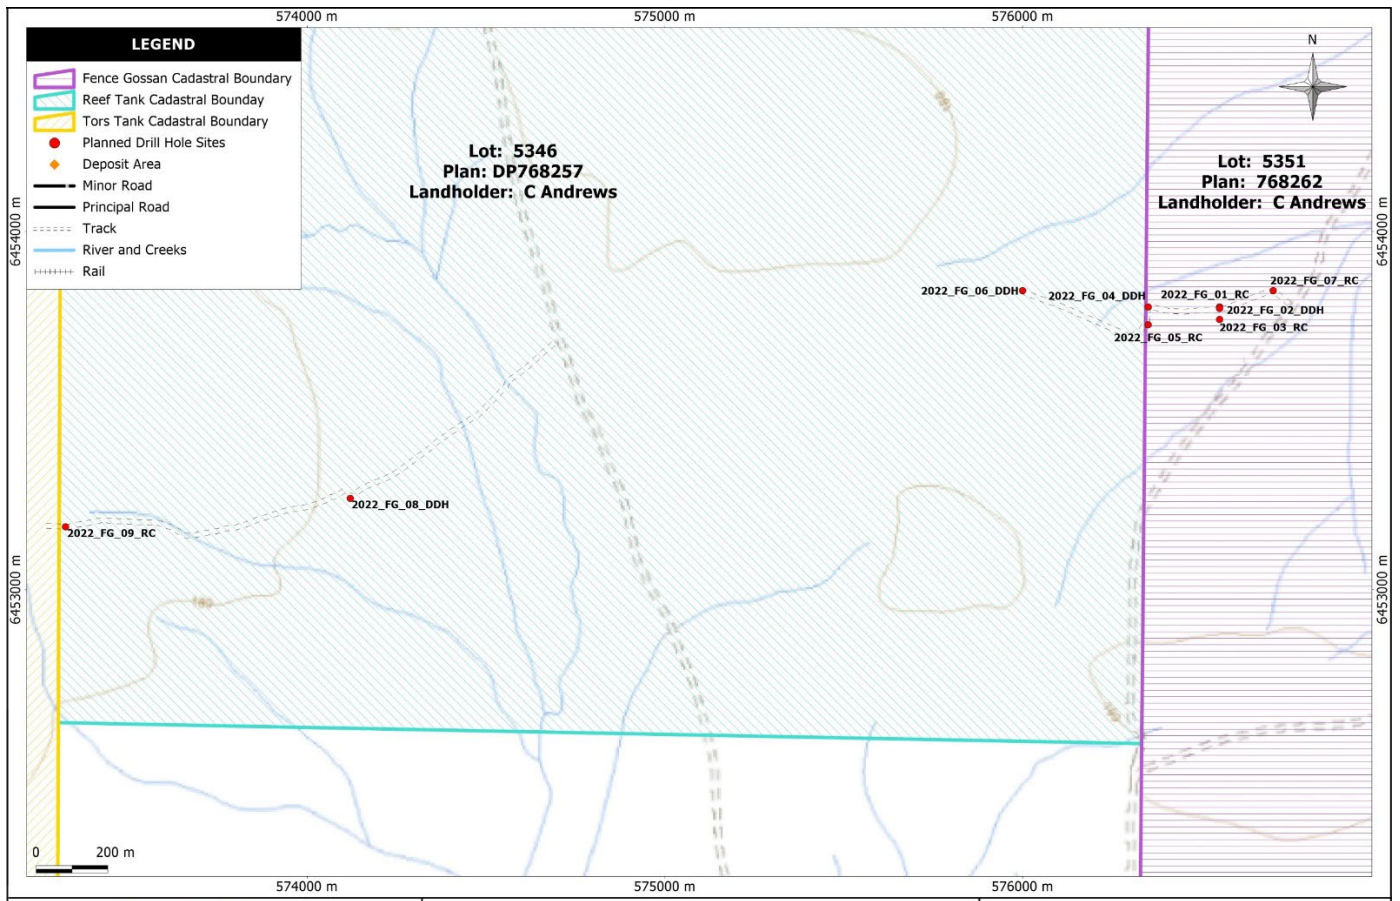 574000 m
575000 m
576000 m
LEGEND
Fence Gossan Cadastral Boundary
Reef Tank Cadastral Bounday
Tors Tank Cadastral Boundary
Planned Drill Hole Sites
Deposit Area
Minor Road
Principal Road
Track
River and Creeks
Rail
N
Lot: 5346
Plan: DP768257
Landholder: C Andrews
Lot: 5351
Plan: 768262
Landholder: C Andrews
6454000 m
6454000 m
2022_FG_06_DDH
2022_FG_04_DDH
2022_FG_01_RC
2022_FG_07_RC
2022_FG_02_DDH
2022_FG_03_RC
2022_FG_05_RC
2022_FG_08_DDH
2022_FG_09_RC
6453000 m
6453000 m
0 200 m
574000 m
575000 m
576000 m